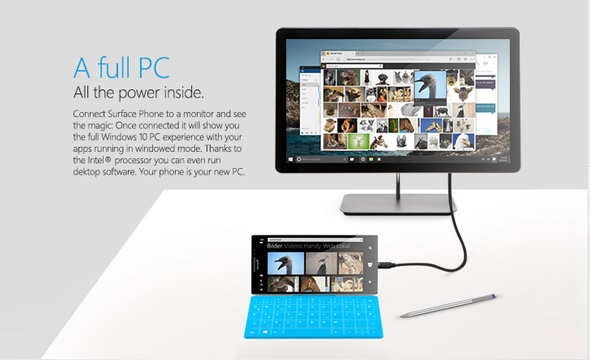 A full PC
All the power inside.
Connect Surface Phone to a monitor and see
the magic: Once connected it will show you
the full Windows 10 PC experience with your
apps running in windowed mode. Thanks to
the Intel® processor you can even run
dektop software. Your phone is your new PC.
Bilder Videos Handy Web Lokal